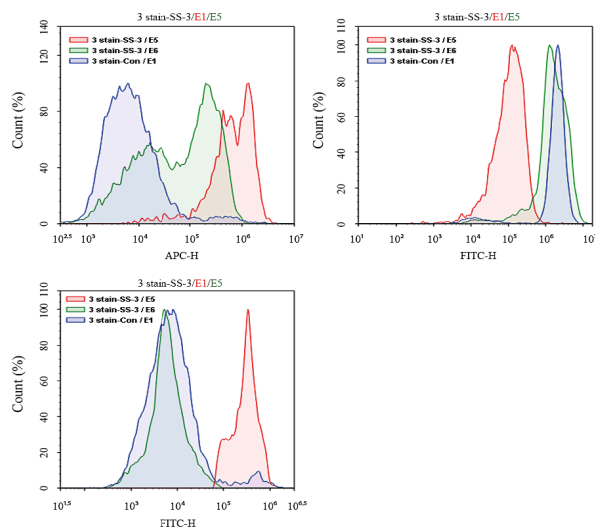 3 stain-SS-3/E1/E5
140
120
80
40
0
Count (%)
3 stain-SS-3 / E5
3 stain-SS-3 / E6
3 stain-Con / E1
10^2.5 10^3 10^4 10^5 10^6 10^7
APC-H
3 stain-SS-3/E1/E5
110
100
80
60
40
20
0
Count (%)
3 stain-SS-3 / E5
3 stain-SS-3 / E6
3 stain-Con / E1
10^1 10^2 10^3 10^4 10^5 10^6 10^7
FITC-H
3 stain-SS-3/E1/E5
110
100
80
60
40
20
0
Count (%)
3 stain-SS-3 / E5
3 stain-SS-3 / E6
3 stain-Con / E1
10^1.5 10^3 10^4 10^5 10^6 10^6.5
FITC-H